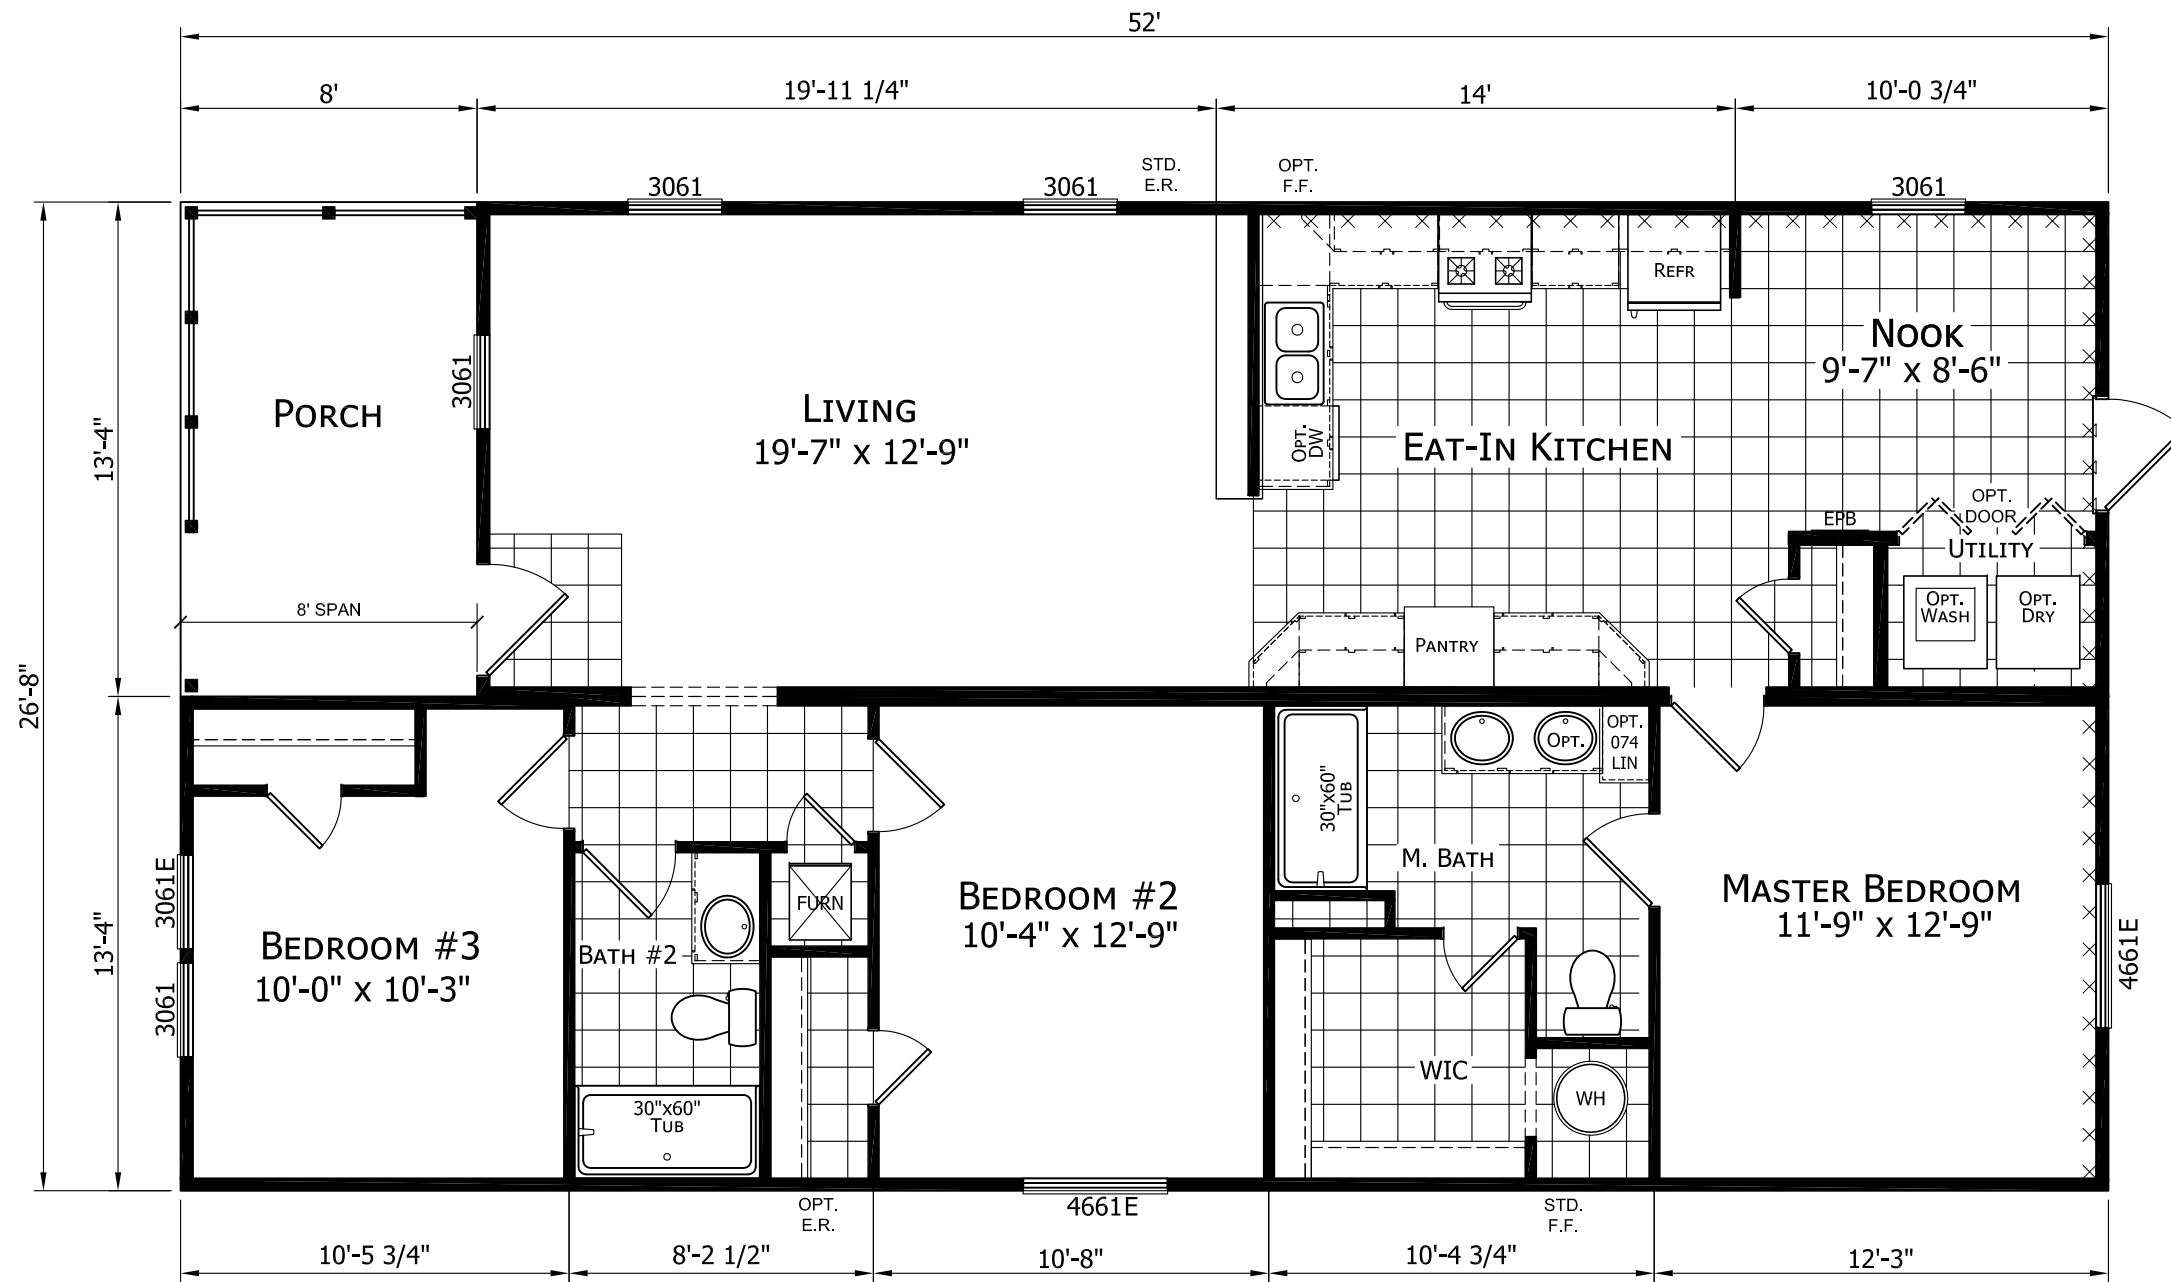 52'
8'
19'-11 1/4"
14'
10'-0 3/4"
STD.
E.R.
OPT.
F.F.
3061
3061
3061
REFR
NOOK
9'-7" X 8'-6"
3061
PORCH
LIVING
19'-7" X 12'-9"
OPT.
DW
EAT-IN KITCHEN
13'-4"
OPT.
DOOR
EPB
UTILITY
OPT.
WASH
OPT.
DRY
8' SPAN
PANTRY
26'-8"
OPT.
074
LIN
OPT.
30"X60"
TUB
M. BATH
3061E
FURN
BEDROOM #2
10'-4" X 12'-9"
MASTER BEDROOM
11'-9" X 12'-9"
4661E
BEDROOM #3
10'-0" X 10'-3"
BATH #2
13'-4"
3061
WIC
WH
30"X60"
TUB
OPT.
E.R.
4661E
STD.
F.F.
10'-5 3/4"
8'-2 1/2"
10'-8"
10'-4 3/4"
12'-3"